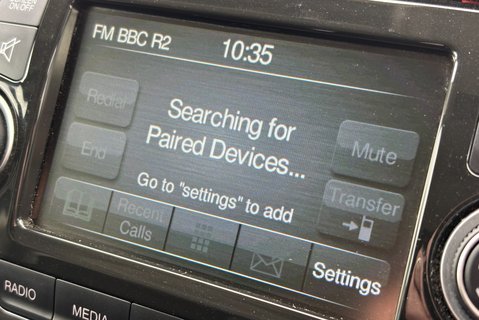 SCREEN
ON/OFF
FM BBC R2
10:35
Redial
Searching for
Paired Devices...
Mute
End
Go to "settings" to add
Transfer
Recent
Calls
Settings
RADIO
MEDIA